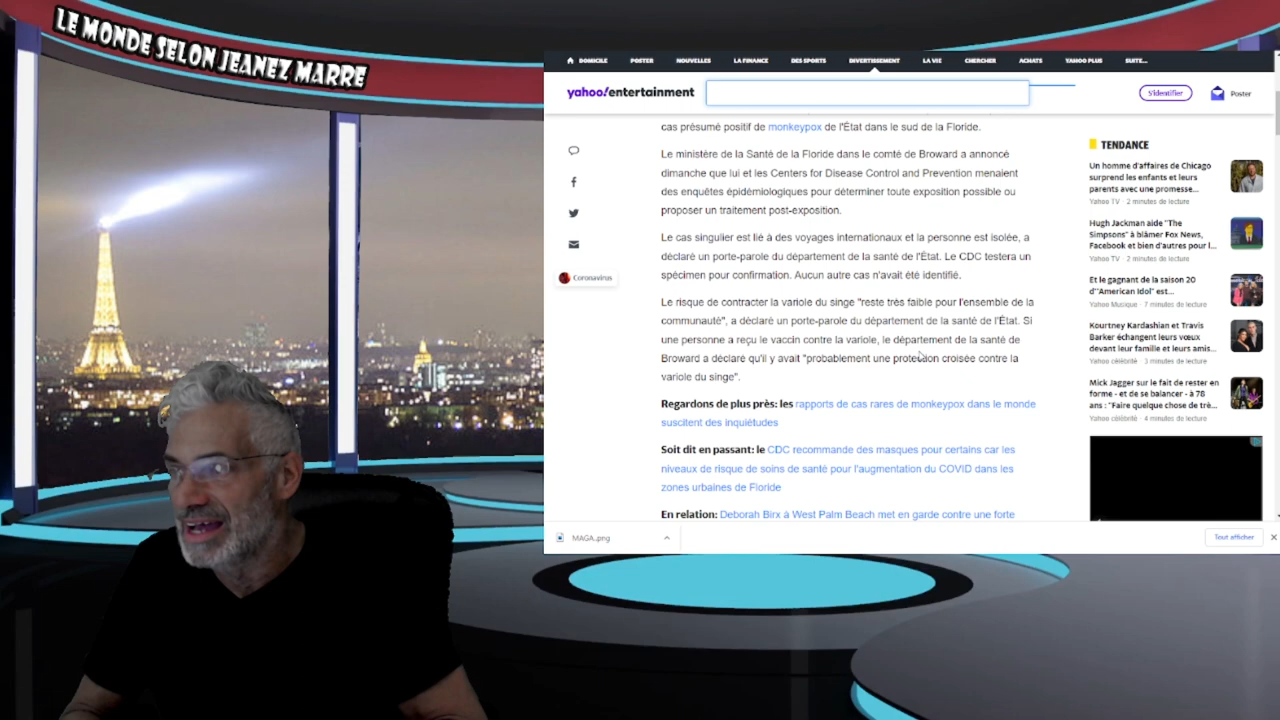 LE MONDE SELON JEANEZ MARRE
DOMICILE
POSTER
NOUVELLES
LA FINANCE
DES SPORTS
DIVERTISSEMENT
LA VIE
CHERCHER
ACHATS
YAHOO PLUS
SUITE...
yahoo!entertainment
S'identifier
Poster
cas présumé positif de monkeypox de l'État dans le sud de la Floride.
Le ministère de la Santé de la Floride dans le comté de Broward a annoncé
dimanche que lui et les Centers for Disease Control and Prevention menaient
des enquêtes épidémiologiques pour déterminer toute exposition possible ou
proposer un traitement post-exposition.
Le cas singulier est lié à des voyages internationaux et la personne est isolée, a
déclaré un porte-parole du département de la santé de l'État. Le CDC testera un
spécimen pour confirmation. Aucun autre cas n'avait été identifié.
Le risque de contracter la variole du singe "reste très faible pour l'ensemble de la
communauté", a déclaré un porte-parole du département de la santé de l'État. Si
une personne a reçu le vaccin contre la variole, le département de la santé de
Broward a déclaré qu'il y avait "probablement une protection croisée contre la
variole du singe".
Regardons de plus près: les rapports de cas rares de monkeypox dans le monde
suscitent des inquiétudes
Soit dit en passant: le CDC recommande des masques pour certains car les
niveaux de risque de soins de santé pour l'augmentation du COVID dans les
zones urbaines de Floride
En relation: Deborah Birx à West Palm Beach met en garde contre une forte
Coronavirus
TENDANCE
Un homme d'affaires de Chicago
surprend les enfants et leurs
parents avec une promesse...
Yahoo TV · 2 minutes de lecture
Hugh Jackman aide "The
Simpsons" à blâmer Fox News,
Facebook et bien d'autres pour l...
Yahoo TV · 2 minutes de lecture
Et le gagnant de la saison 20
d'"American Idol" est...
Yahoo Musique · 7 minutes de lecture
Kourtney Kardashian et Travis
Barker échangent leurs vœux
devant leur famille et leurs amis...
Yahoo célébrité · 3 minutes de lecture
Mick Jagger sur le fait de rester en
forme - et de se balancer - à 78
ans : "Faire quelque chose de trè...
Yahoo célébrité · 4 minutes de lecture
MAGA.png
Tout afficher